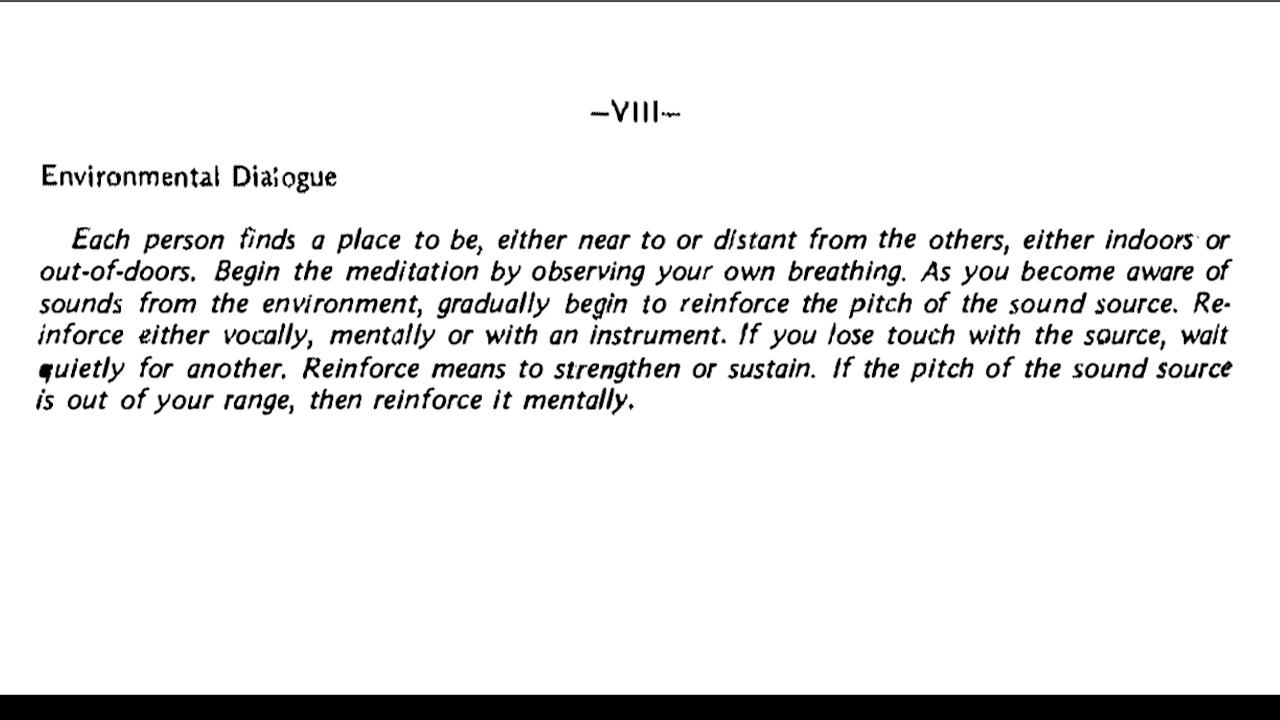 —VIII—
Environmental Dialogue
Each person finds a place to be, either near to or distant from the others, either indoors or
out-of-doors. Begin the meditation by observing your own breathing. As you become aware of
sounds from the environment, gradually begin to reinforce the pitch of the sound source. Re-
inforce either vocally, mentally or with an instrument. If you lose touch with the source, wait
quietly for another. Reinforce means to strengthen or sustain. If the pitch of the sound source
is out of your range, then reinforce it mentally.